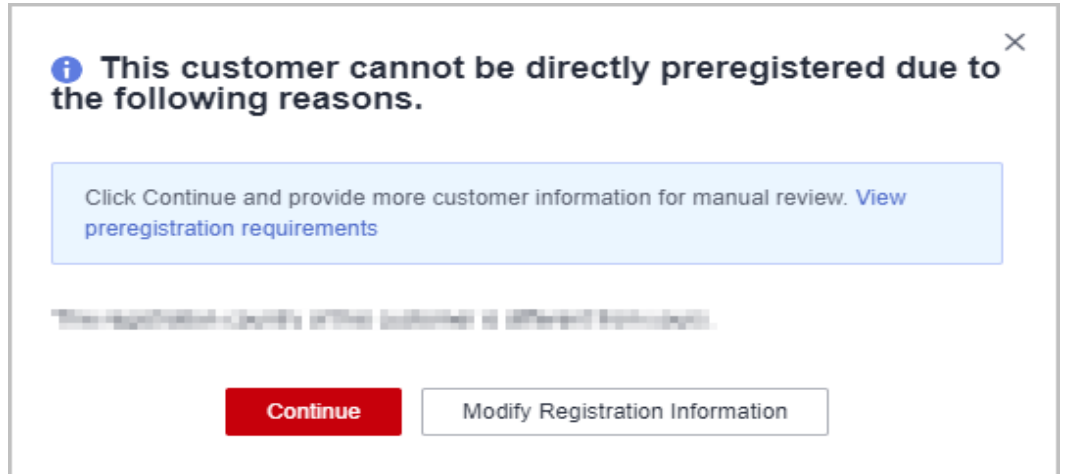 This customer cannot be directly preregistered due to
the following reasons.
Click Continue and provide more customer information for manual review. View
preregistration requirements
Continue
Modify Registration Information